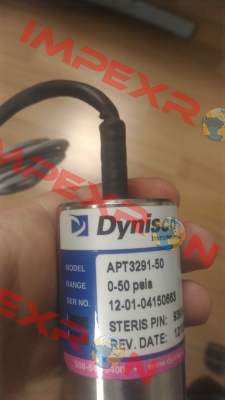 IMPEXRON
Dynisco
MODEL APT3291-50
RANGE 0-50 psia
SER NO. 12-01-04150663
STERIS P/N:
REV. DATE:
IMPEXRON